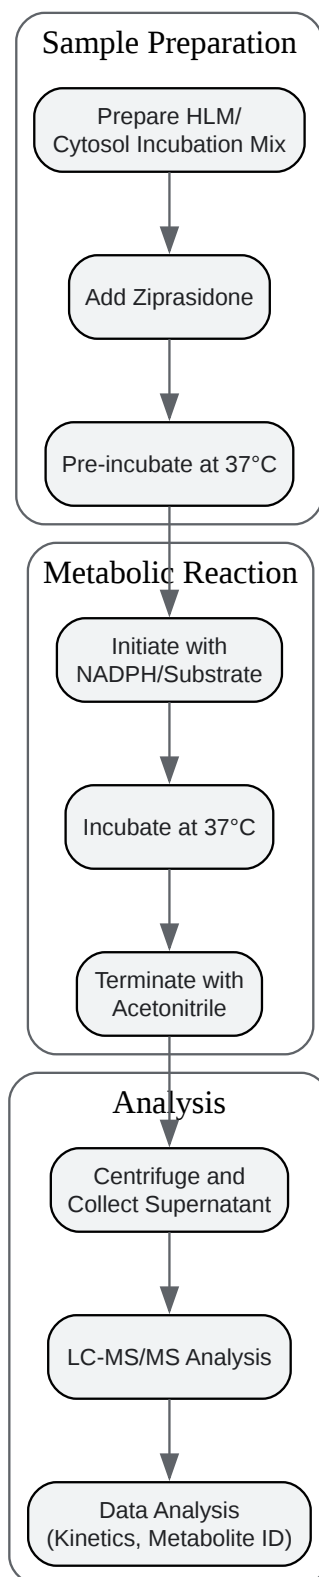 Sample Preparation
Prepare HLM/
Cytosol Incubation Mix
Add Ziprasidone
Pre-incubate at 37°C
Metabolic Reaction
Initiate with
NADPH/Substrate
Incubate at 37°C
Terminate with
Acetonitrile
Analysis
Centrifuge and
Collect Supernatant
LC-MS/MS Analysis
Data Analysis
(Kinetics, Metabolite ID)